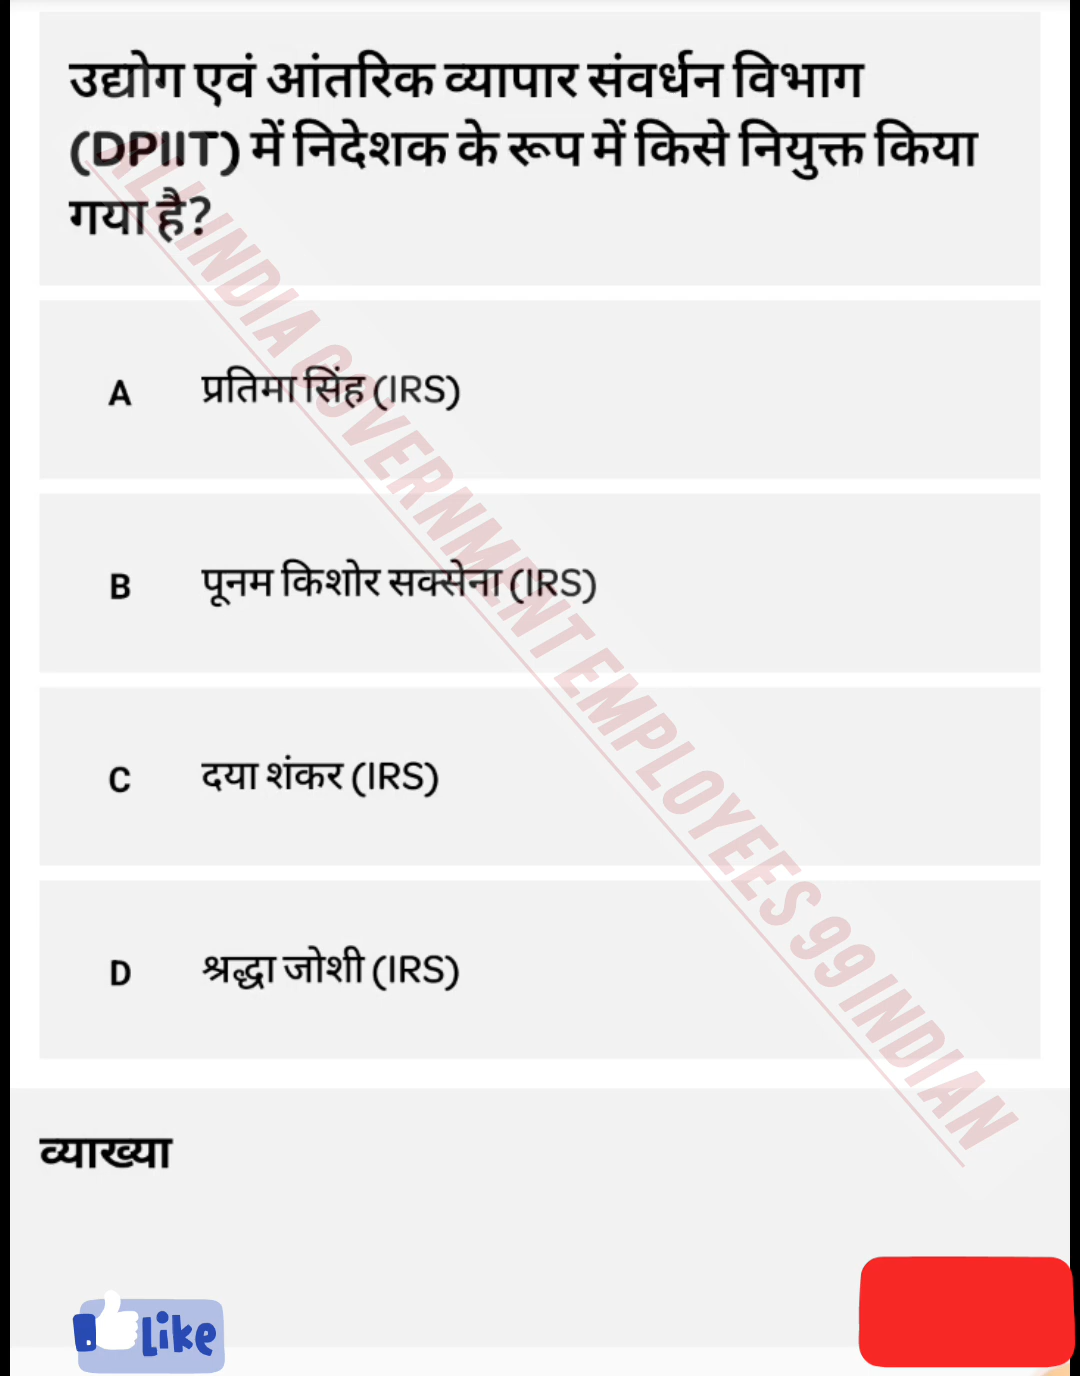 उद्योग एवं आंतरिक व्यापार संवर्धन विभाग
(DPIIT) में निदेशक के रूप में किसे नियुक्त किया
गया है?
A प्रतिमा सिंह (IRS)
B पूनम किशोर सक्सेना (IRS)
C दया शंकर (IRS)
D श्रद्धा जोशी (IRS)
ALL INDIA GOVERNMENT EMPLOYEES 99 INDIAN
व्याख्या
Like